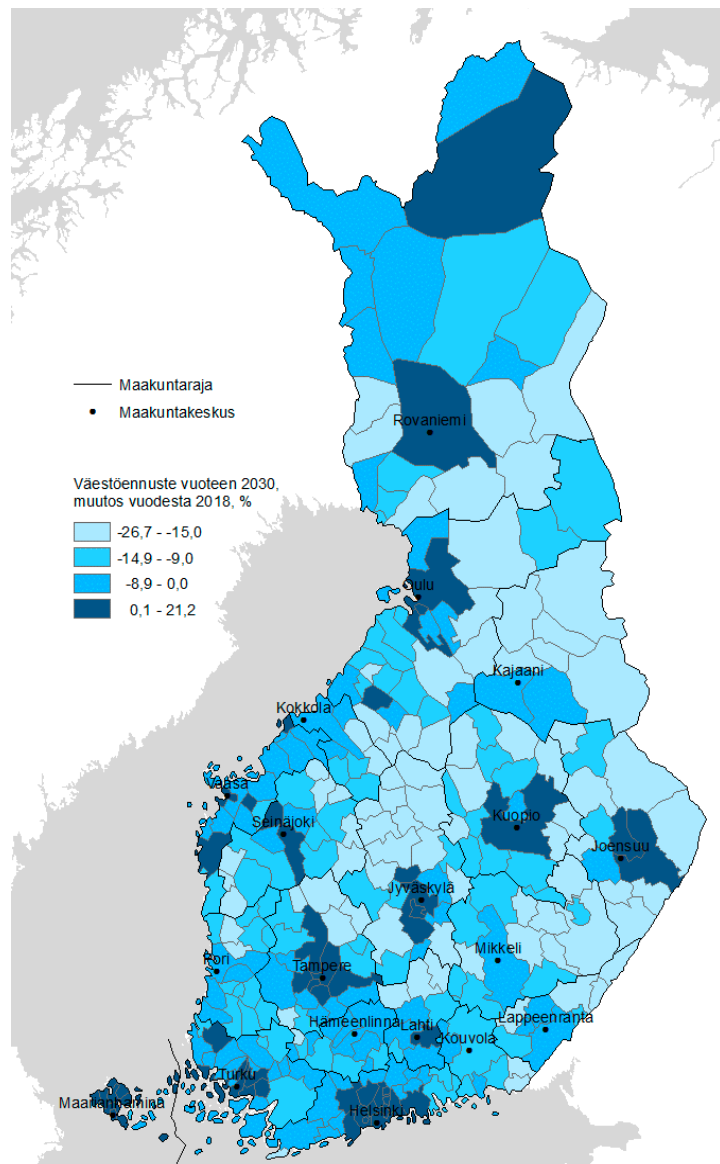 Maakuntaraja
Maakuntakeskus
Väestöennuste vuoteen 2030,
muutos vuodesta 2018, %
-26,7 - -15,0
-14,9 - -9,0
-8,9 - 0,0
0,1 - 21,2
Rovaniemi
Oulu
Kajaani
Kokkola
Vaasa
Seinäjoki
Kuopio
Joensuu
Jyväskylä
Mikkeli
Pori
Tampere
Hämeenlinna
Lahti
Kouvola
Lappeenranta
Turku
Maarianhamina
Helsinki